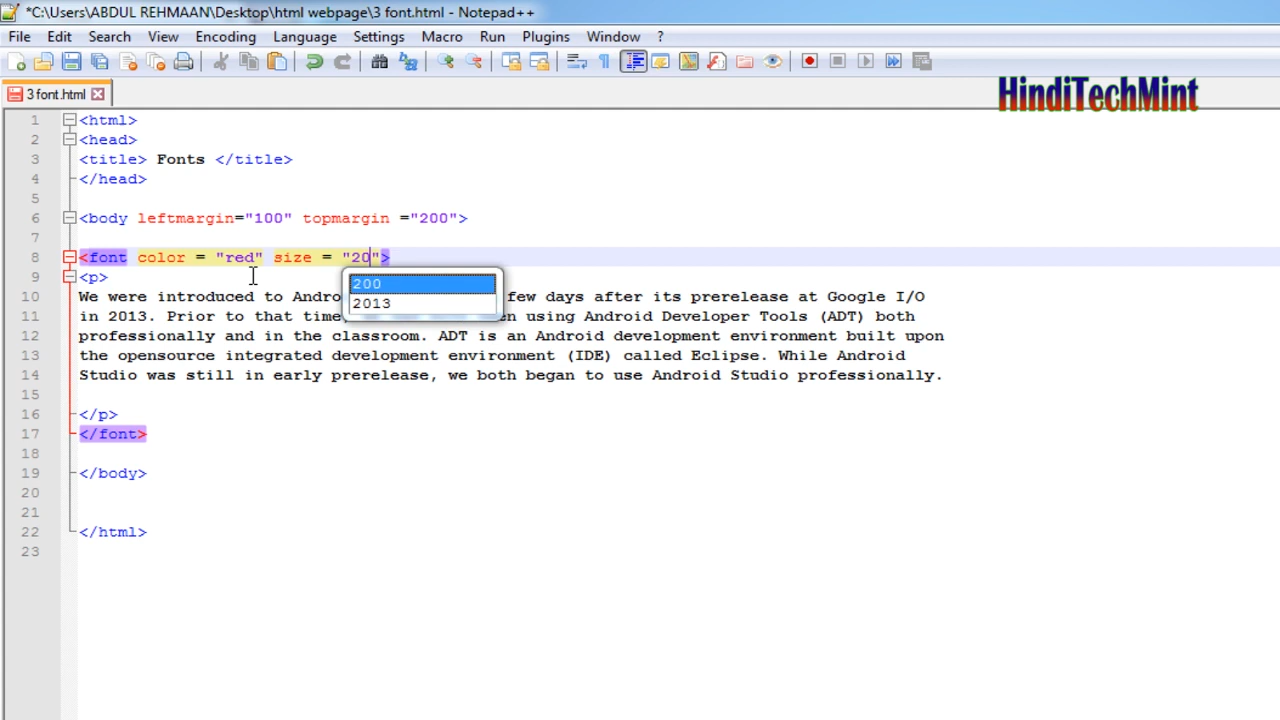 *C:\Users\ABDUL REHMAAN\Desktop\html webpage\3 font.html - Notepad++
File Edit Search View Encoding Language Settings Macro Run Plugins Window ?
3 font.html
HindiTechMint
1 <html>
2 <head>
3 <title> Fonts </title>
4 </head>
5
6 <body leftmargin="100" topmargin ="200">
7
8 <font color = "red" size = "20">
9 <p>
200
2013
10 We were introduced to Andro few days after its prerelease at Google I/O
11 in 2013. Prior to that time, using Android Developer Tools (ADT) both
12 professionally and in the classroom. ADT is an Android development environment built upon
13 the opensource integrated development environment (IDE) called Eclipse. While Android
14 Studio was still in early prerelease, we both began to use Android Studio professionally.
15
16 </p>
17 </font>
18
19 </body>
20
21
22 </html>
23